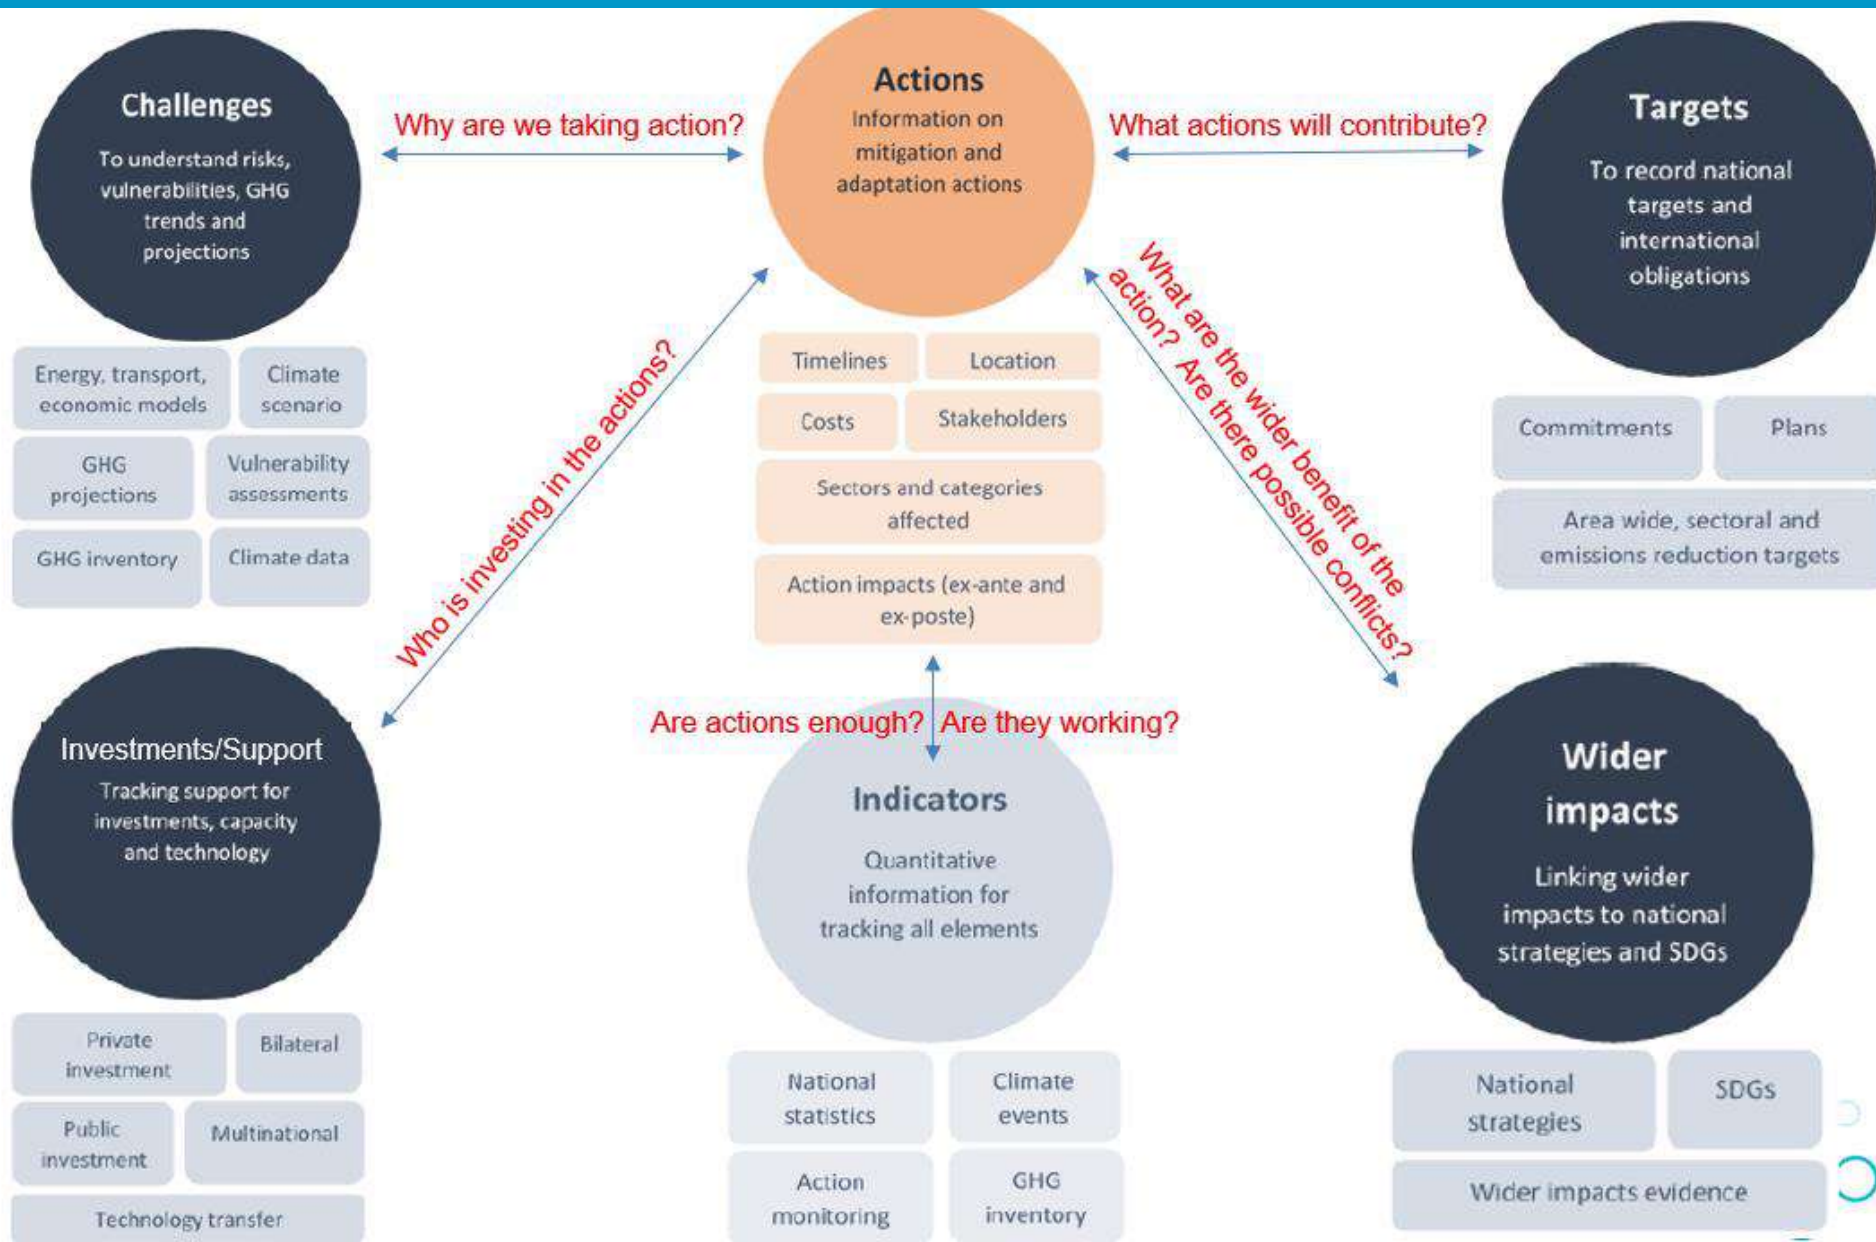 Challenges
To understand risks,
vulnerabilities, GHG
trends and
projections
Why are we taking action?
Actions
Information on
mitigation and
adaptation actions
What actions will contribute?
Targets
To record national
targets and
international
obligations
Energy, transport,
economic models
Climate
scenario
GHG
projections
Vulnerability
assessments
GHG inventory
Climate data
Who is investing in the actions?
Timelines
Location
Costs
Stakeholders
Sectors and categories
affected
Action impacts (ex-ante and
ex-poste)
What are the wider benefit of the
action? Are there possible conflicts?
Commitments
Plans
Area wide, sectoral and
emissions reduction targets
Investments/Support
Tracking support for
investments, capacity
and technology
Are actions enough? Are they working?
Indicators
Quantitative
information for
tracking all elements
Wider
impacts
Linking wider
impacts to national
strategies and SDGs
Private
investment
Bilateral
Public
investment
Multinational
Technology transfer
National
statistics
Climate
events
Action
monitoring
GHG
inventory
National
strategies
SDGs
Wider impacts evidence